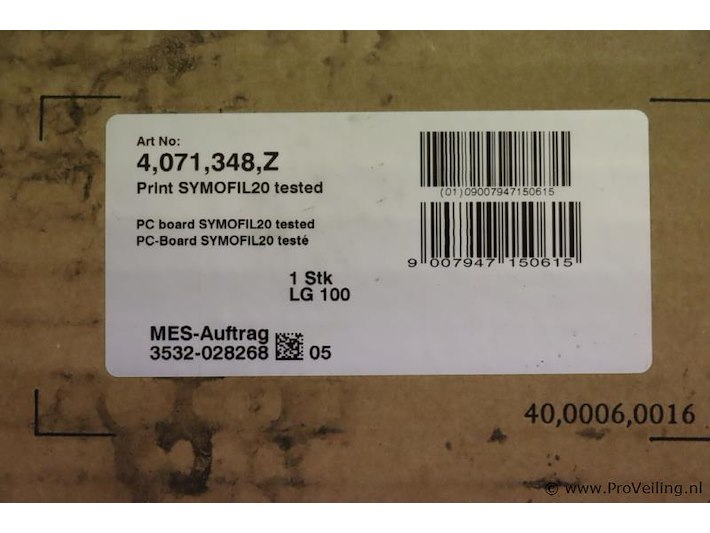 Art No:
4,071,348,Z
Print SYMOFIL20 tested
PC board SYMOFIL20 tested
PC-Board SYMOFIL20 testé
1 Stk
LG 100
MES-Auftrag
3532-028268 05
(01)09007947150615
9 007947 150615
40,0006,0016
© www.ProVeiling.nl